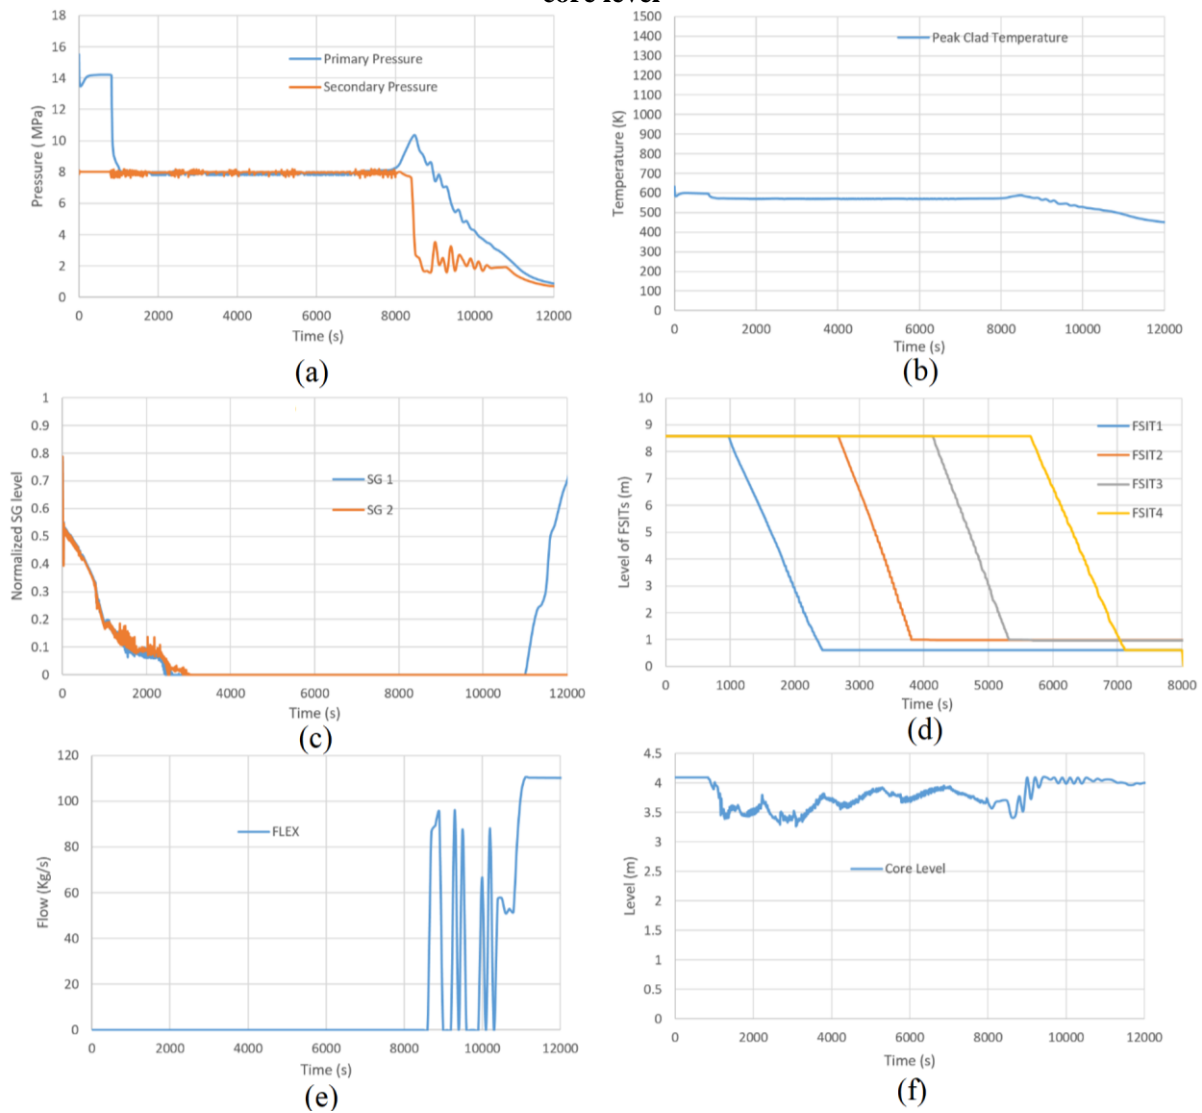 core level
18
16
14
12
10
8
6
4
2
0
Pressure ( MPa)
Primary Pressure
Secondary Pressure
0 2000 4000 6000 8000 10000 12000
Time (s)
(a)
1500
1400
1300
1200
1100
1000
900
800
700
600
500
400
300
200
100
0
Temperature (K)
Peak Clad Temperature
0 2000 4000 6000 8000 10000 12000
Time (s)
(b)
1
0.9
0.8
0.7
0.6
0.5
0.4
0.3
0.2
0.1
0
Normalized SG level
SG 1
SG 2
0 2000 4000 6000 8000 10000 12000
Time (s)
(c)
10
9
8
7
6
5
4
3
2
1
0
Level of FSITs (m)
FSIT1
FSIT2
FSIT3
FSIT4
0 1000 2000 3000 4000 5000 6000 7000 8000
Time (s)
(d)
120
100
80
60
40
20
0
Flow (Kg/s)
FLEX
0 2000 4000 6000 8000 10000 12000
Time (s)
(e)
4.5
4
3.5
3
2.5
2
1.5
1
0.5
0
Level (m)
Core Level
0 2000 4000 6000 8000 10000 12000
Time (s)
(f)